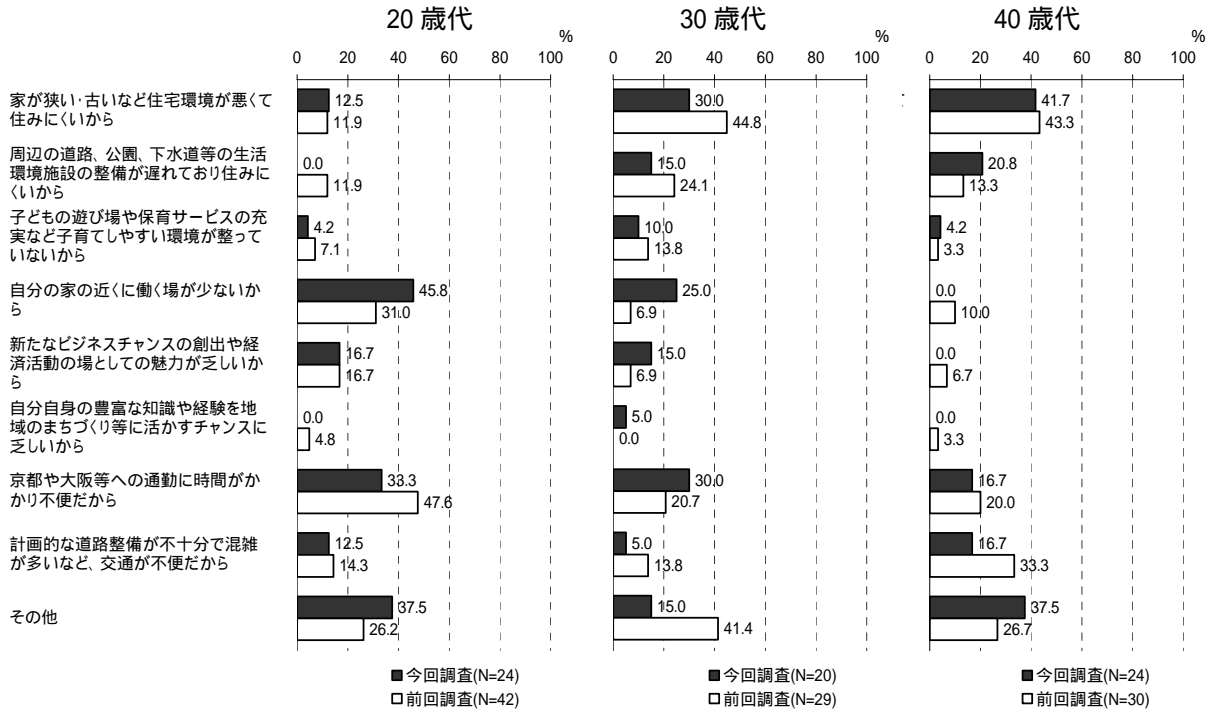 20 歳代
30 歳代
40 歳代
%
%
%
0 20 40 60 80 100
0 20 40 60 80 100
0 20 40 60 80 100
家が狭い・古いなど住宅環境が悪くて
住みにくいから
12.5
11.9
30.0
44.8
41.7
43.3
周辺の道路、公園、下水道等の生活
環境施設の整備が遅れており住みに
くいから
0.0
11.9
15.0
24.1
20.8
13.3
子どもの遊び場や保育サービスの充
実など子育てしやすい環境が整って
いないから
4.2
7.1
10.0
13.8
4.2
3.3
自分の家の近くに働く場が少ないか
ら
45.8
31.0
25.0
6.9
0.0
10.0
新たなビジネスチャンスの創出や経
済活動の場としての魅力が乏しいか
ら
16.7
16.7
15.0
6.9
0.0
6.7
自分自身の豊富な知識や経験を地
域のまちづくり等に活かすチャンスに
乏しいから
0.0
4.8
5.0
0.0
0.0
3.3
京都や大阪等への通勤に時間がか
かり不便だから
33.3
47.6
30.0
20.7
16.7
20.0
計画的な道路整備が不十分で混雑
が多いなど、交通が不便だから
12.5
14.3
5.0
13.8
16.7
33.3
その他
37.5
26.2
15.0
41.4
37.5
26.7
今回調査(N=24)
前回調査(N=42)
今回調査(N=20)
前回調査(N=29)
今回調査(N=24)
前回調査(N=30)